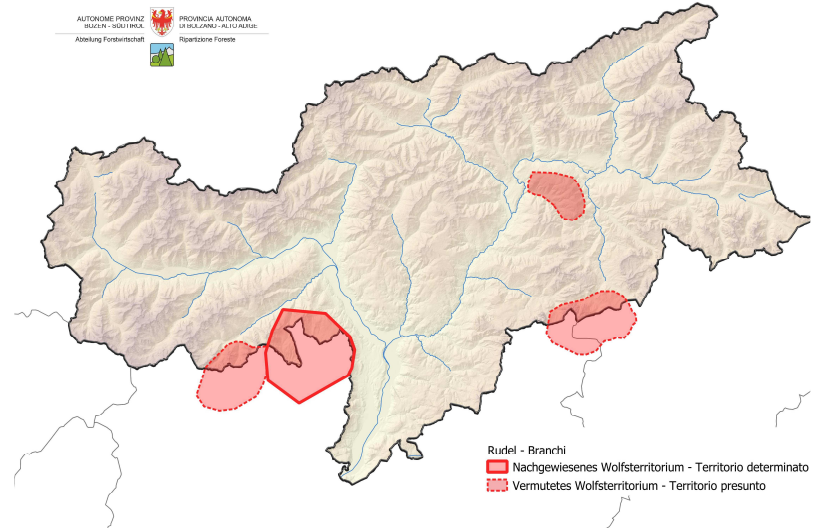 AUTONOME PROVINZ
BOZEN - SÜDTIROL
PROVINCIA AUTONOMA
DI BOLZANO - ALTO ADIGE
Abteilung Forstwirtschaft
Ripartizione Foreste
Rudel - Branchi
Nachgewiesenes Wolfsterritorium - Territorio determinato
Vermutetes Wolfsterritorium - Territorio presunto